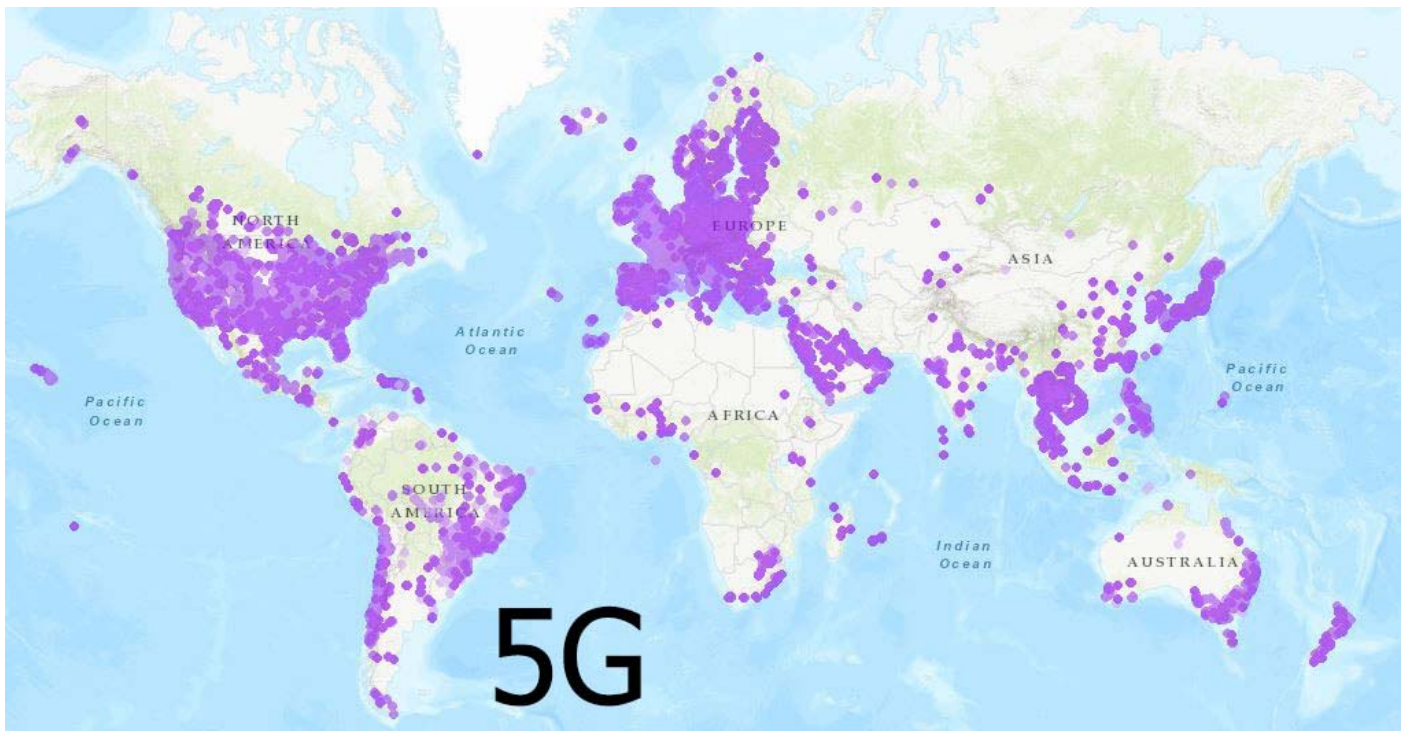 NORTH
AMERICA
EUROPE
ASIA
Atlantic
Ocean
Pacific
Ocean
Pacific
Ocean
AFRICA
SOUTH
AMERICA
Indian
Ocean
AUSTRALIA
5G